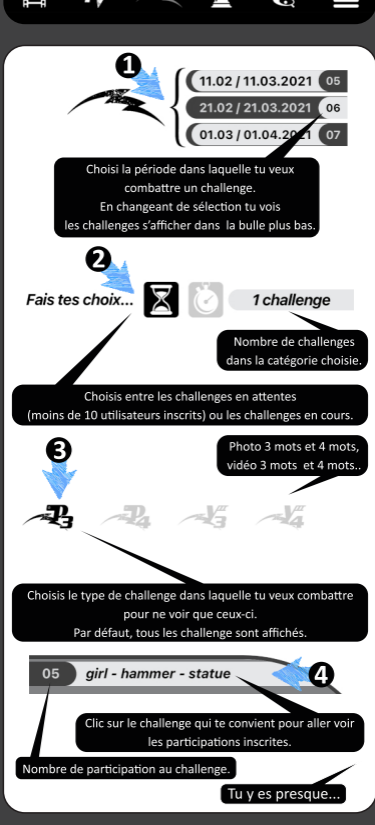 1
11.02 / 11.03.2021 05
21.02 / 21.03.2021 06
01.03 / 01.04.2021 07
Choisi la période dans laquelle tu veux
combattre un challenge.
En changeant de sélection tu vois
les challenges s'afficher dans la bulle plus bas.
2
Fais tes choix... 1 challenge
Nombre de challenges
dans la catégorie choisie.
Choisis entre les challenges en attentes
(moins de 10 utilisateurs inscrits) ou les challenges en cours.
3
Photo 3 mots et 4 mots,
vidéo 3 mots et 4 mots..
P3 P4 V3 V4
Choisis le type de challenge dans laquelle tu veux combattre
pour ne voir que ceux-ci.
Par défaut, tous les challenge sont affichés.
05 girl - hammer - statue 4
Clic sur le challenge qui te convient pour aller voir
les participations inscrites.
Nombre de participation au challenge.
Tu y es presque...